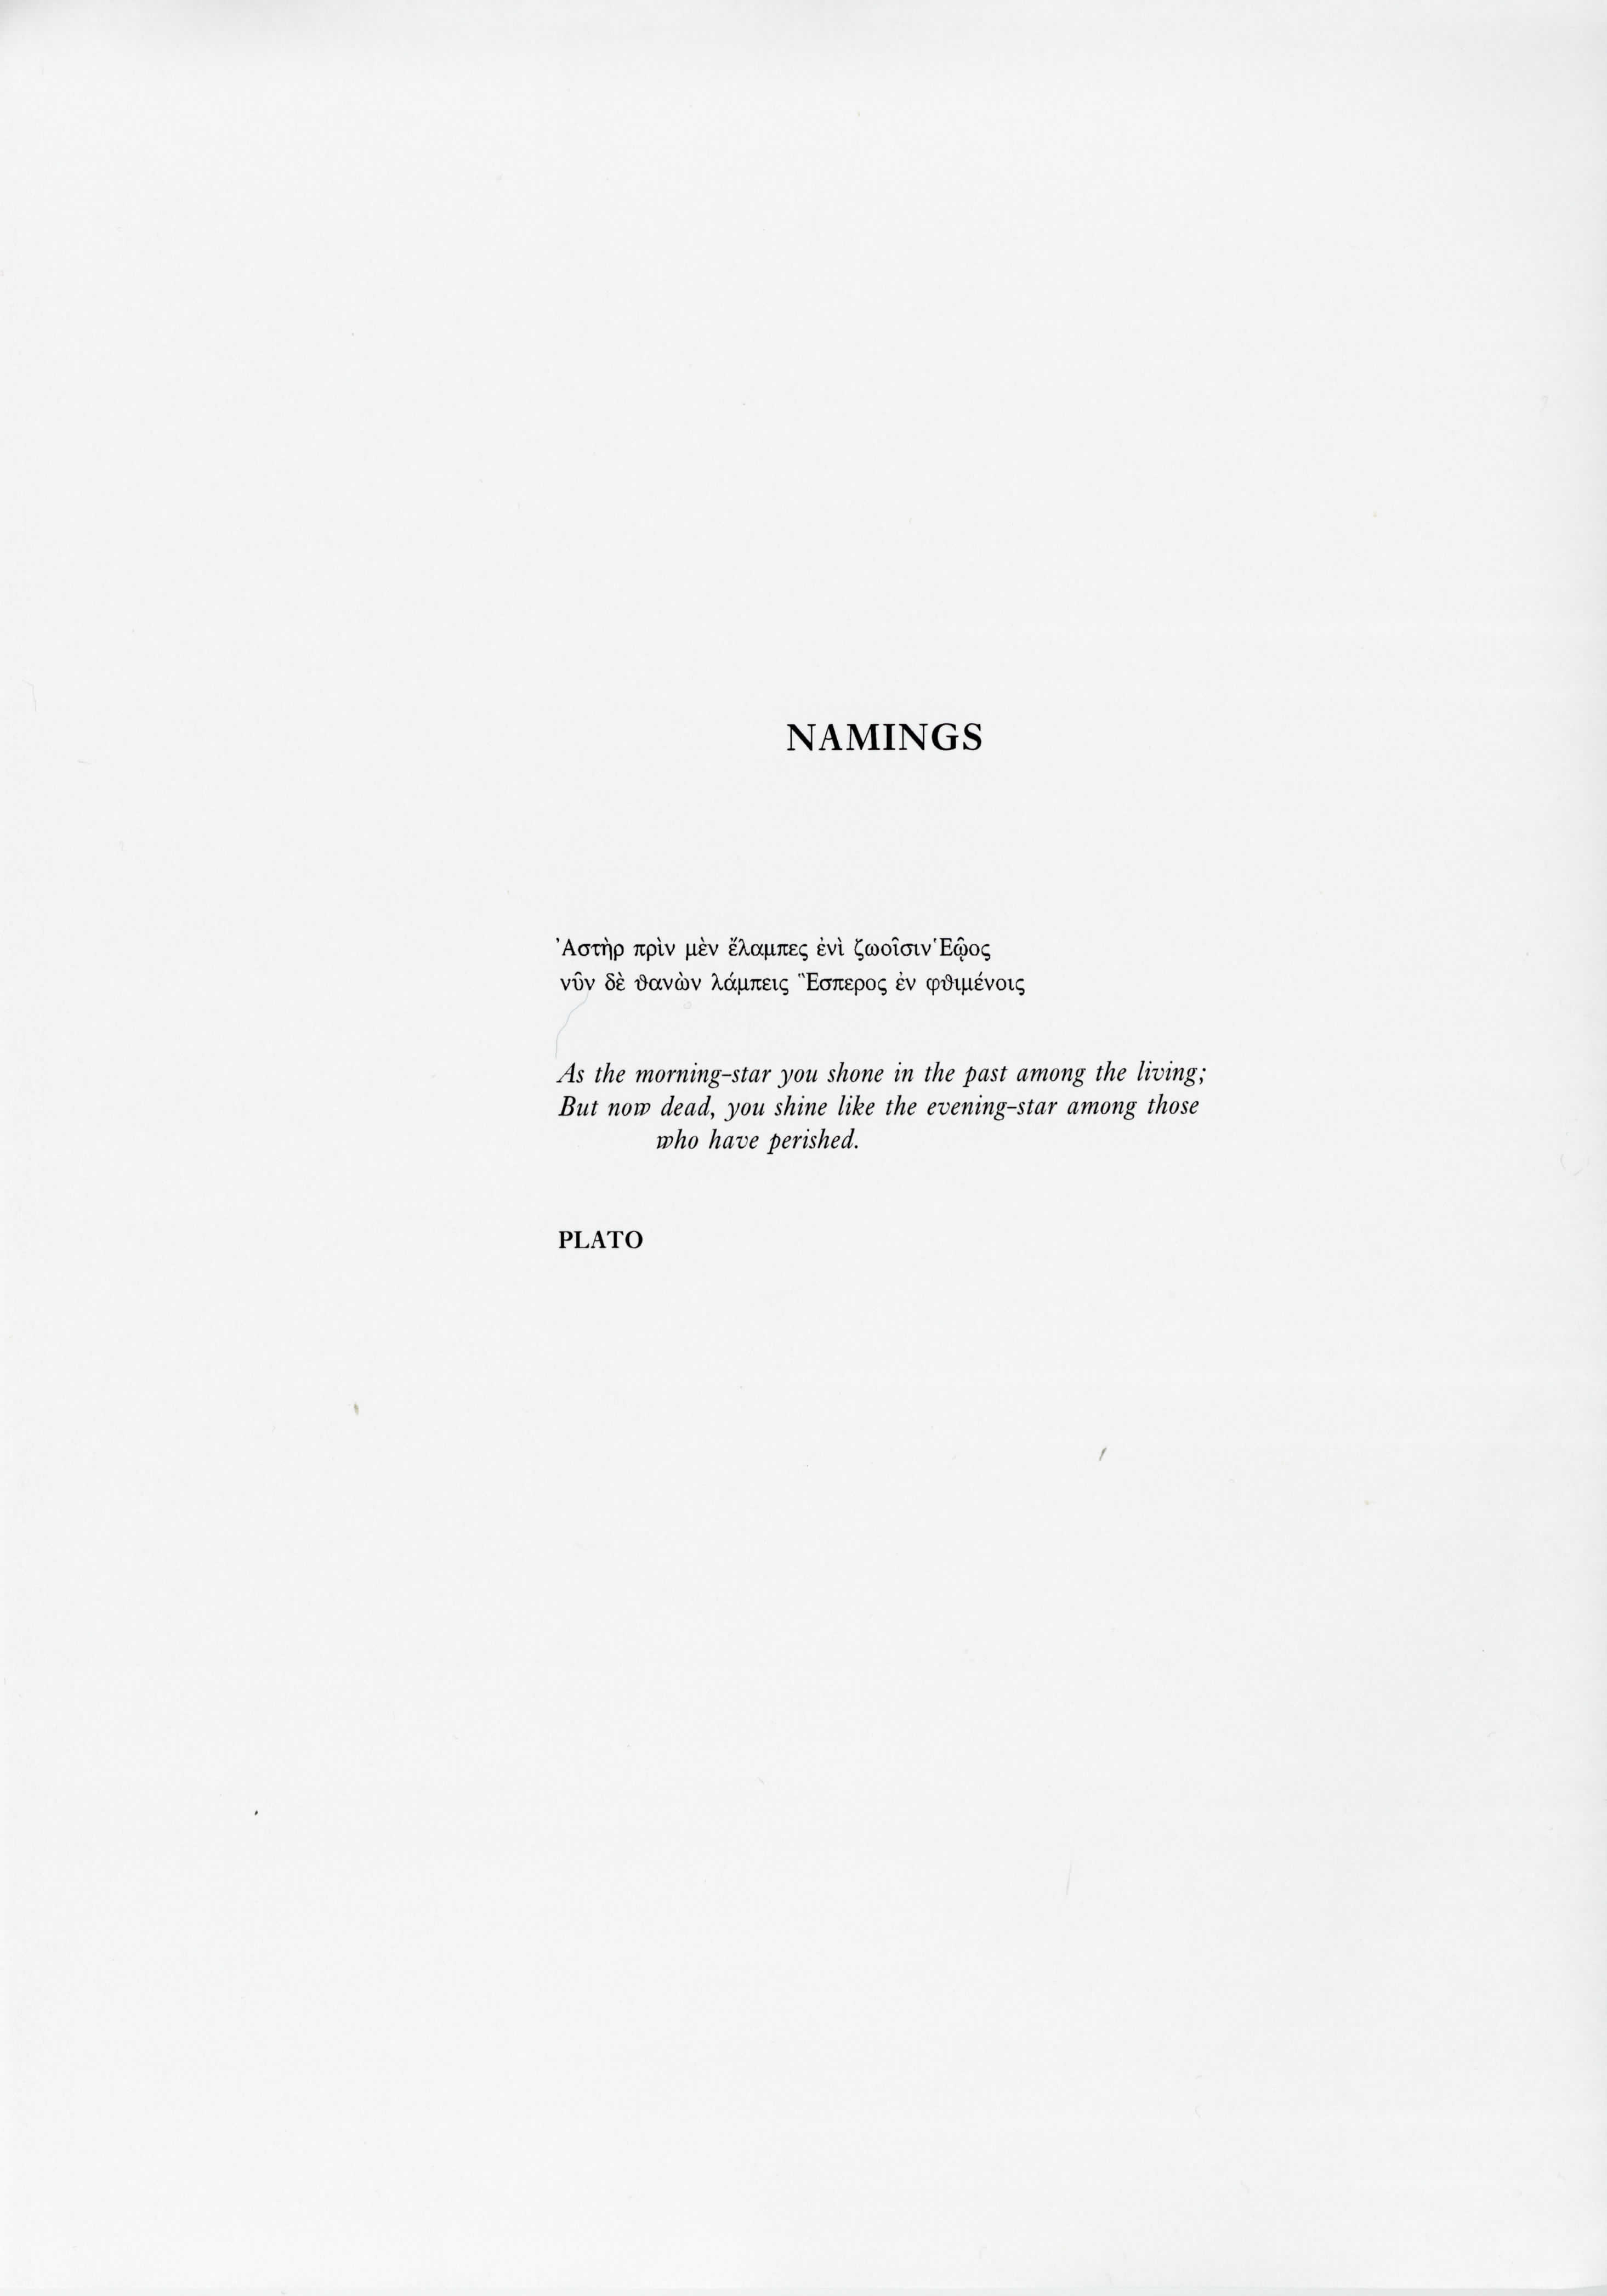 NAMINGS
Ἀστὴρ πρὶν μὲν ἔλαμπες ἐνὶ ζωοῖσιν Ἑῷος
νῦν δὲ ϑανὼν λάμπεις Ἕσπερος ἐν φϑιμένοις
As the morning-star you shone in the past among the living;
But now dead, you shine like the evening-star among those
who have perished.
PLATO